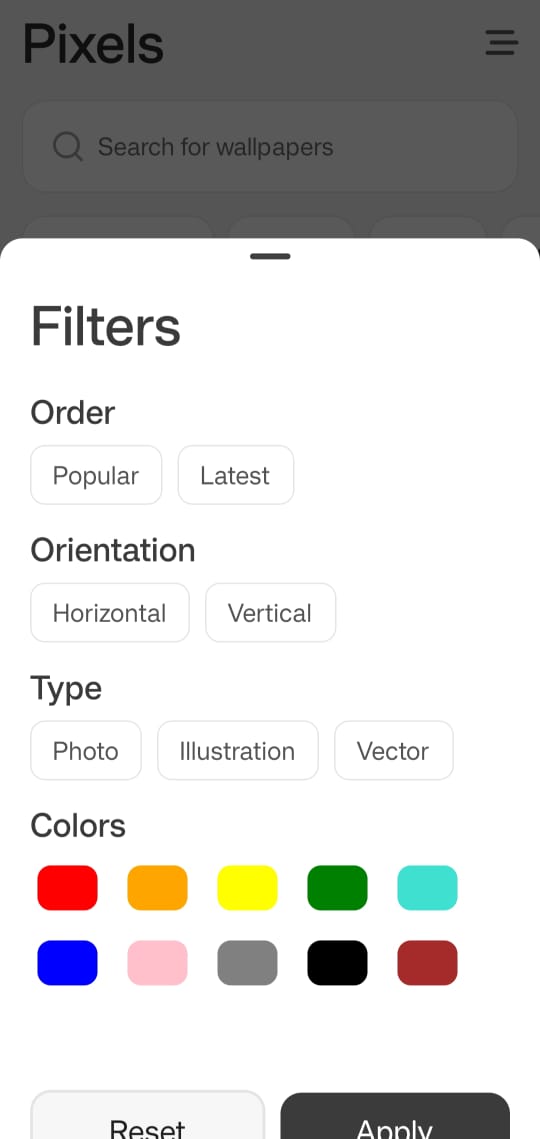 Pixels
Search for wallpapers
Filters
Order
Popular Latest
Orientation
Horizontal Vertical
Type
Photo Illustration Vector
Colors
Reset Apply